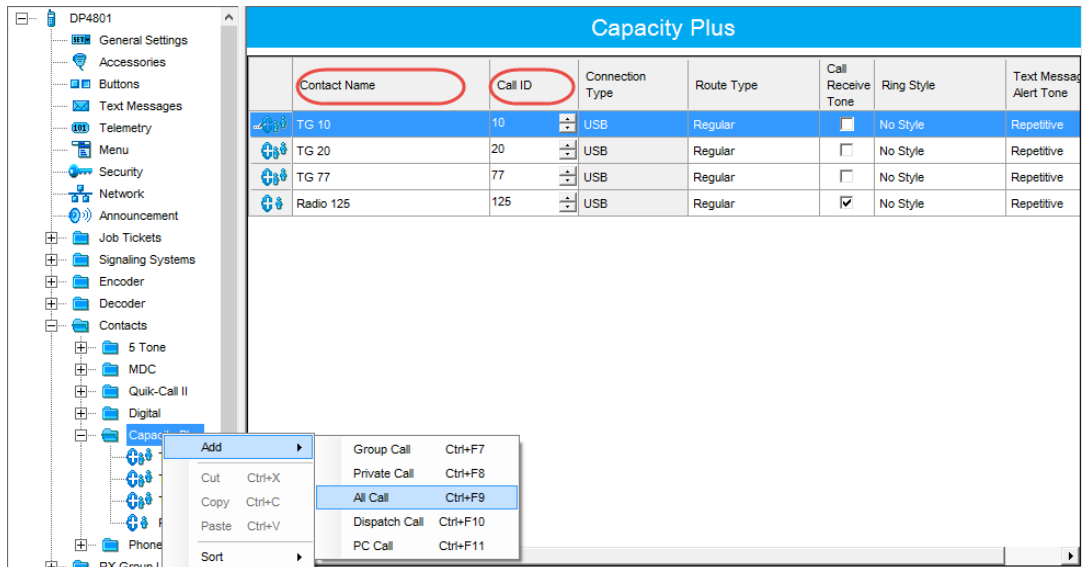 DP4801
General Settings
Accessories
Buttons
Text Messages
Telemetry
Menu
Security
Network
Announcement
Job Tickets
Signaling Systems
Encoder
Decoder
Contacts
5 Tone
MDC
Quik-Call II
Digital
Phone
Add
Cut Ctrl+X
Copy Ctrl+C
Paste Ctrl+V
Sort
Group Call Ctrl+F7
Private Call Ctrl+F8
All Call Ctrl+F9
Dispatch Call Ctrl+F10
PC Call Ctrl+F11
Capacity Plus
Contact Name Call ID Connection Type Route Type Call Receive Tone Ring Style Text Messag Alert Tone
TG 10 10 USB Regular No Style Repetitive
TG 20 20 USB Regular No Style Repetitive
TG 77 77 USB Regular No Style Repetitive
Radio 125 125 USB Regular No Style Repetitive